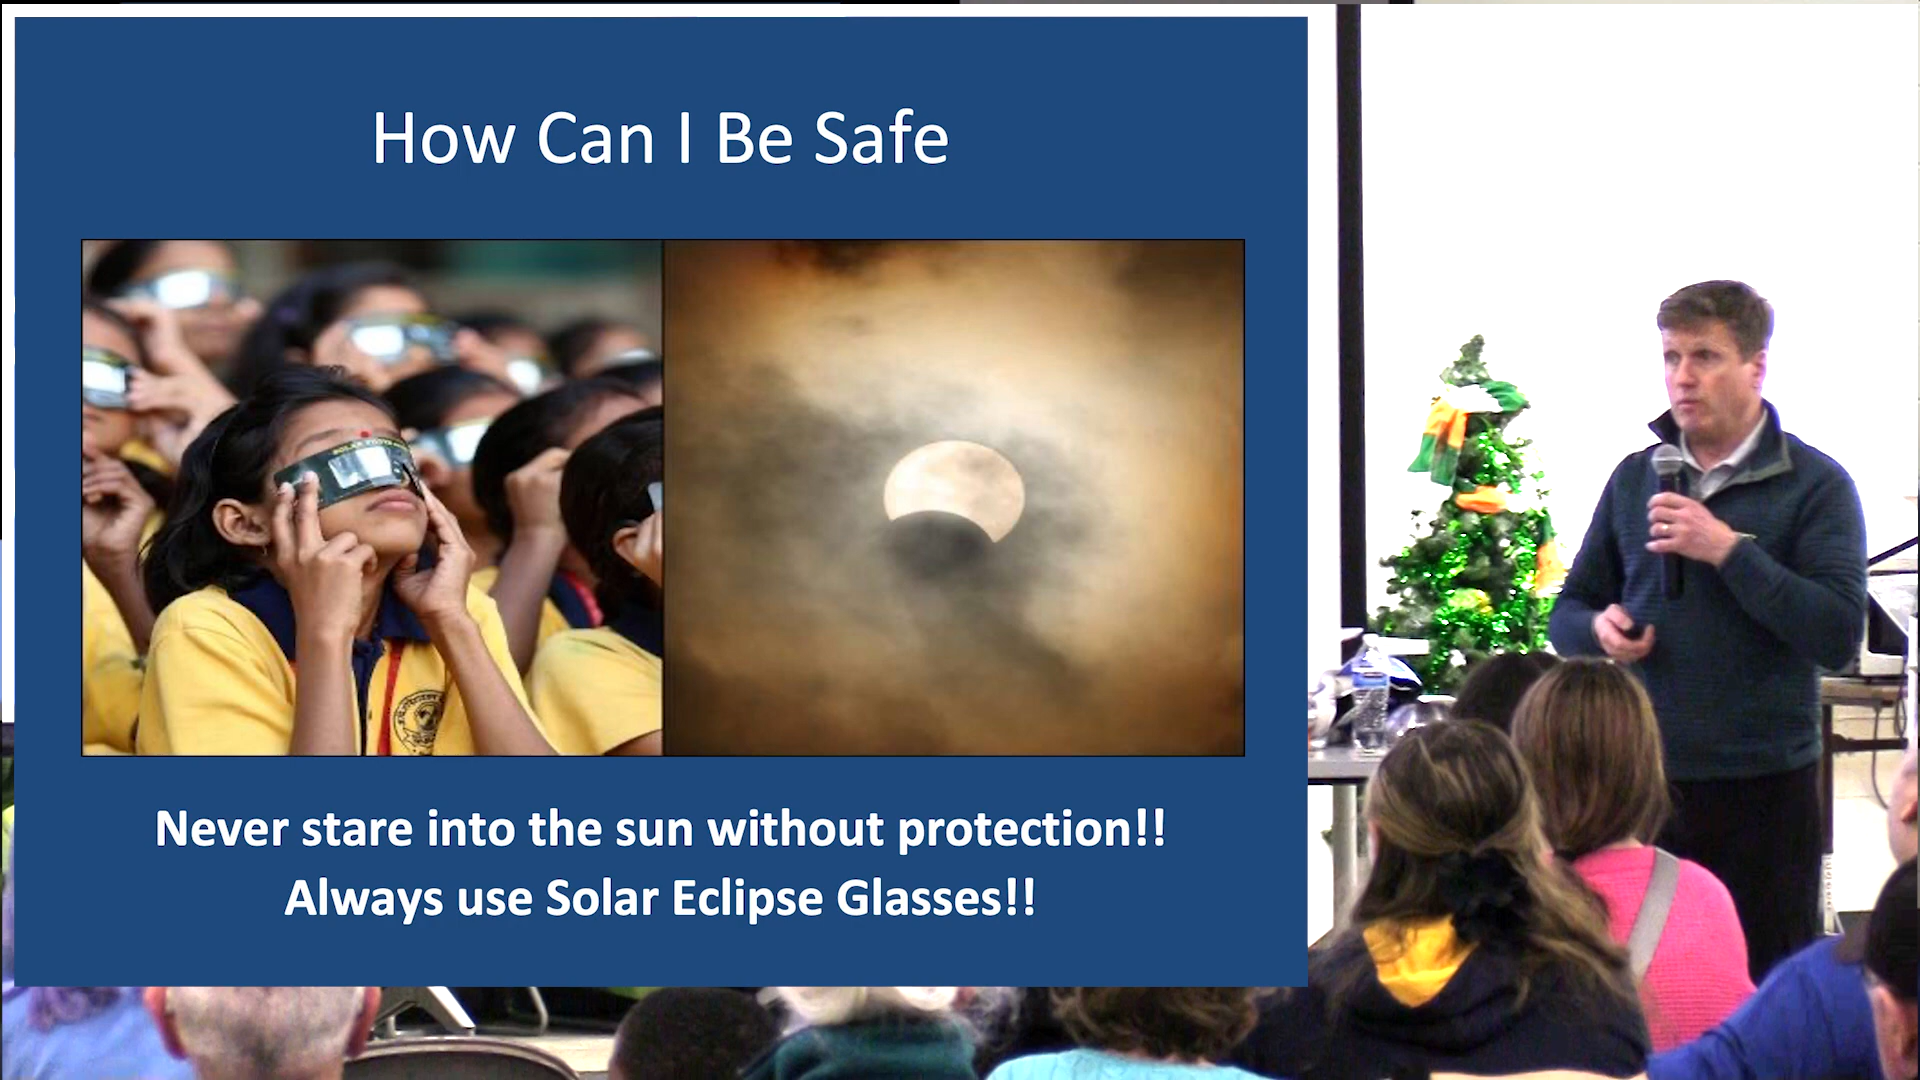 How Can I Be Safe
Never stare into the sun without protection!!
Always use Solar Eclipse Glasses!!